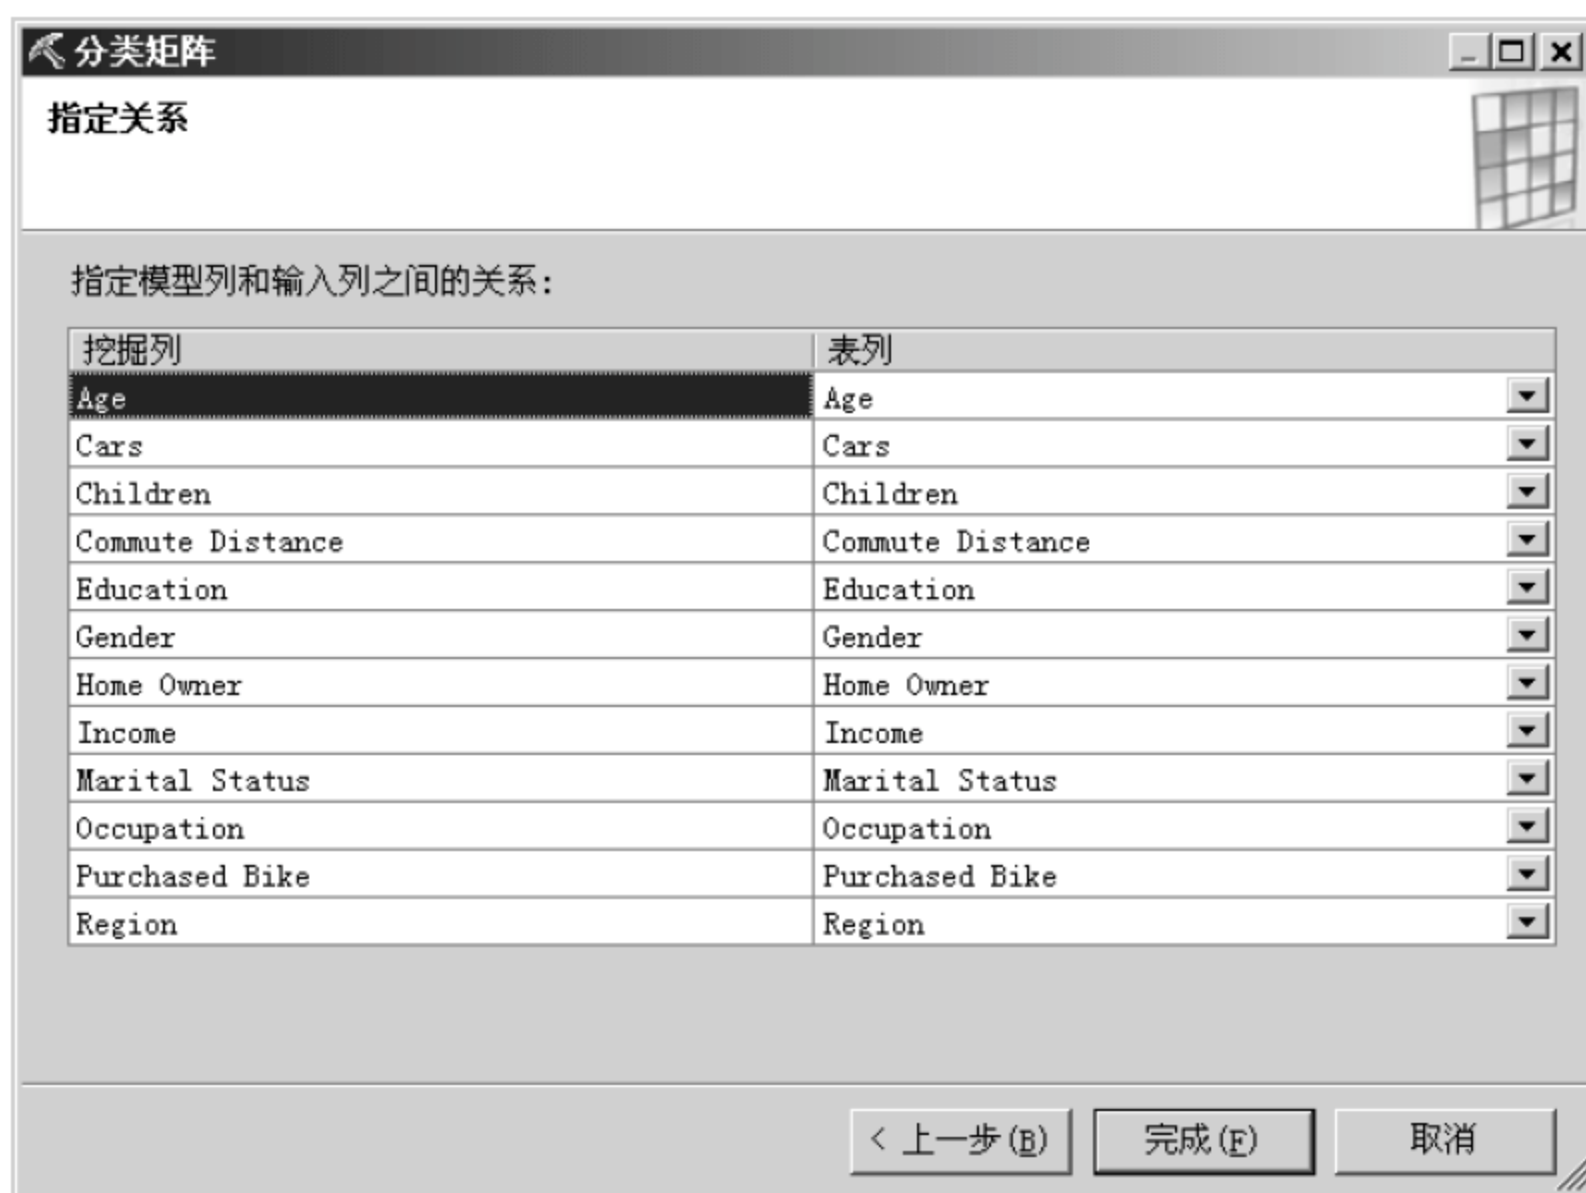 分类矩阵
指定关系
指定模型列和输入列之间的关系:
挖掘列 表列
Age Age
Cars Cars
Children Children
Commute Distance Commute Distance
Education Education
Gender Gender
Home Owner Home Owner
Income Income
Marital Status Marital Status
Occupation Occupation
Purchased Bike Purchased Bike
Region Region
< 上一步(B) 完成(F) 取消